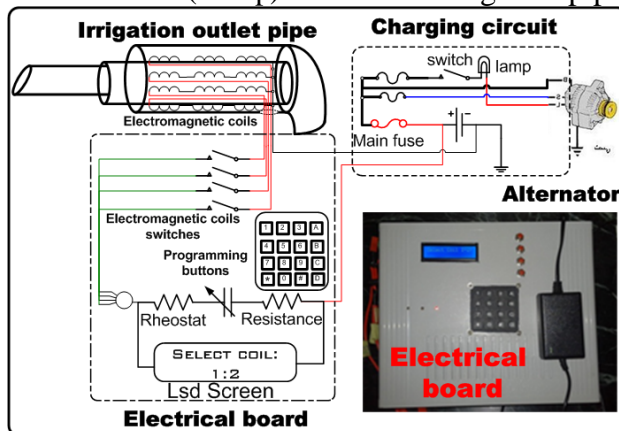 Irrigation outlet pipe
Charging circuit
switch
lamp
Electromagnetic coils
Main fuse
+ −
Alternator
Electromagnetic coils
switches
Programming
buttons
1 2 3 A
4 5 6 B
7 8 9 C
* 0 # D
Rheostat
Resistance
SELECT COIL:
1:2
Lsd Screen
Electrical board
Electrical
board